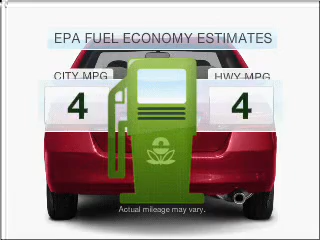 EPA FUEL ECONOMY ESTIMATES
CITY MPG
HWY MPG
4
4
Actual mileage may vary.